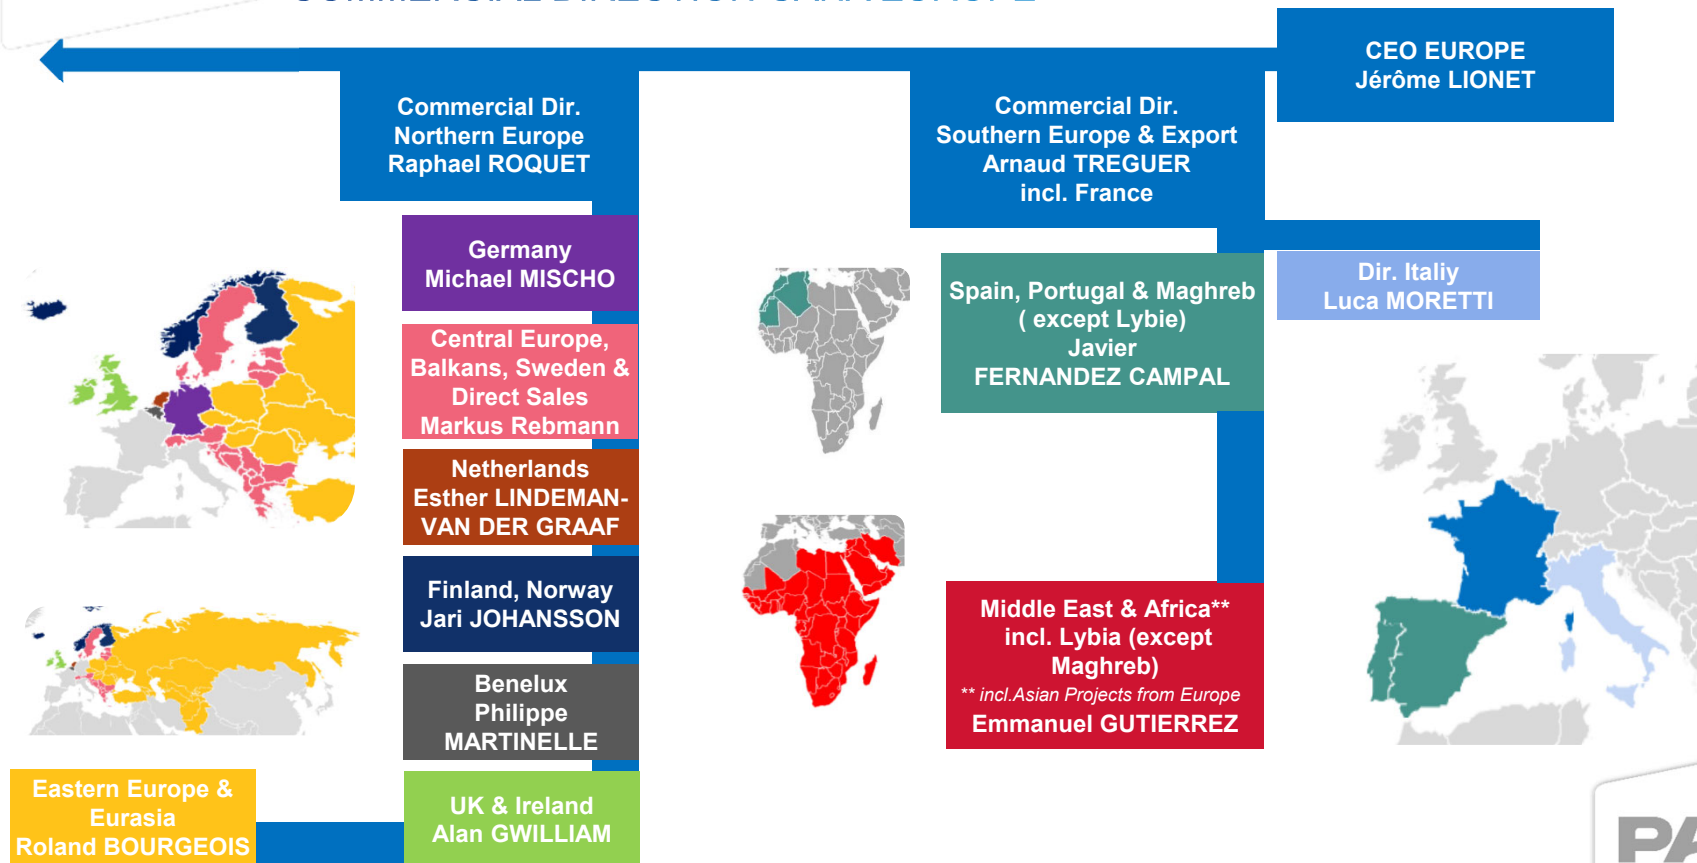 CEO EUROPE
Jérôme LIONET
Commercial Dir.
Northern Europe
Raphael ROQUET
Commercial Dir.
Southern Europe & Export
Arnaud TREGUER
incl. France
Germany
Michael MISCHO
Central Europe,
Balkans, Sweden &
Direct Sales
Markus Rebmann
Netherlands
Esther LINDEMAN-
VAN DER GRAAF
Finland, Norway
Jari JOHANSSON
Benelux
Philippe
MARTINELLE
UK & Ireland
Alan GWILLIAM
Eastern Europe &
Eurasia
Roland BOURGEOIS
Spain, Portugal & Maghreb
( except Lybie)
Javier
FERNANDEZ CAMPAL
Dir. Italiy
Luca MORETTI
Middle East & Africa**
incl. Lybia (except
Maghreb)
** incl.Asian Projects from Europe
Emmanuel GUTIERREZ
PA